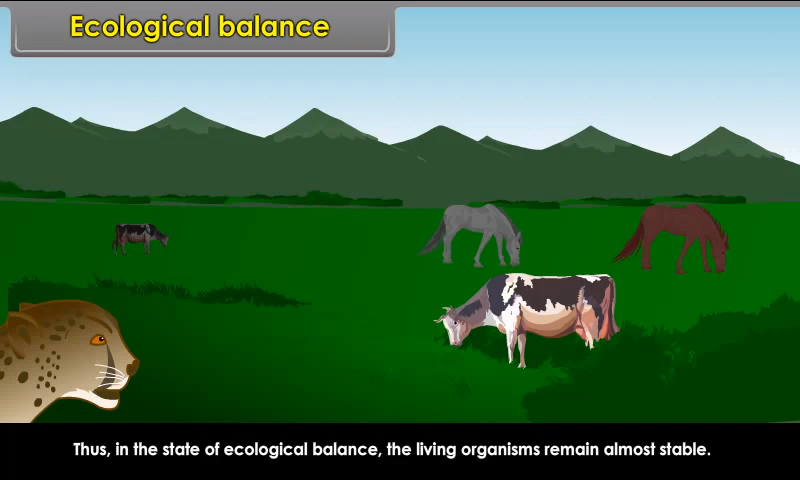 Ecological balance
Thus, in the state of ecological balance, the living organisms remain almost stable.